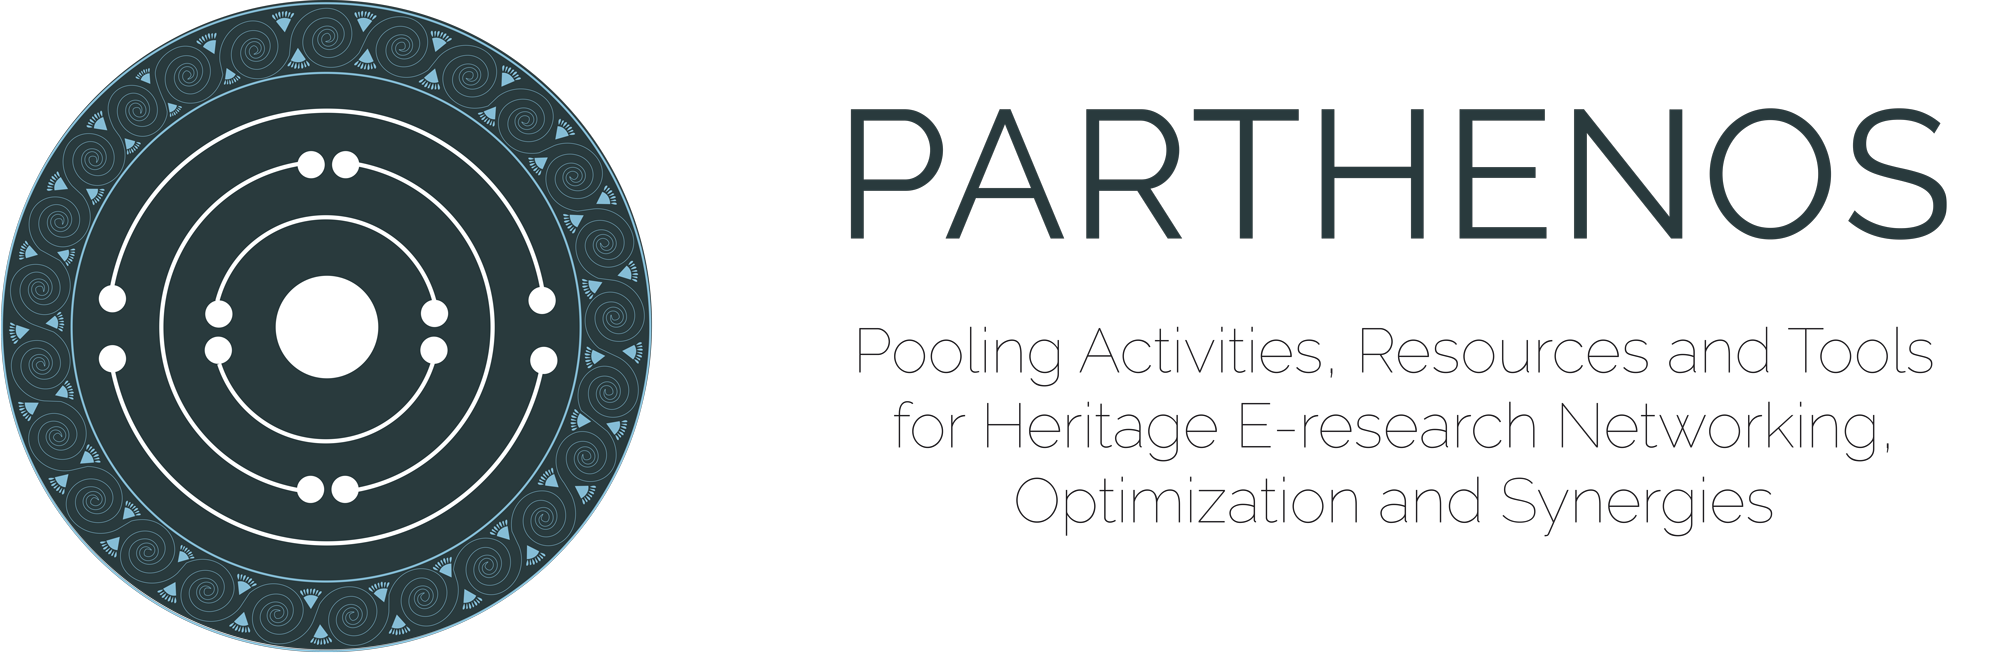 PARTHENOS
Pooling Activities, Resources and Tools
for Heritage E-research Networking,
Optimization and Synergies